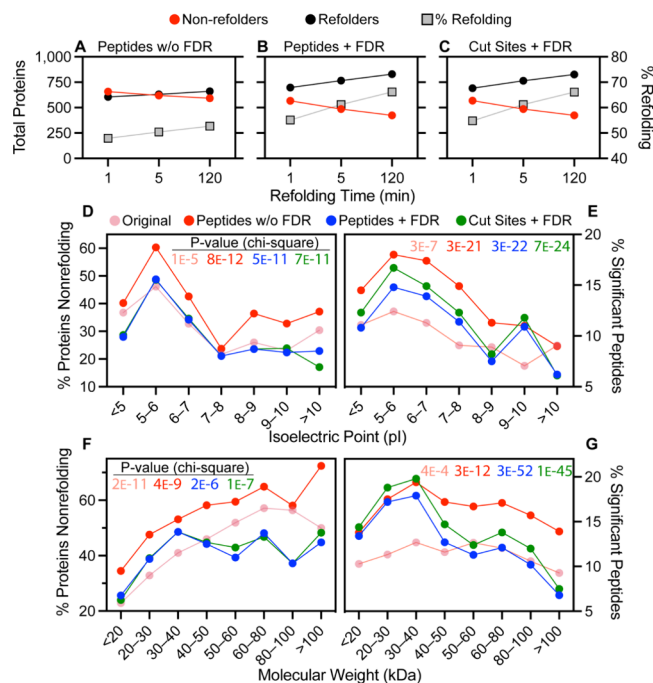 Non-refolders Refolders % Refolding
A Peptides w/o FDR B Peptides + FDR C Cut Sites + FDR
Total Proteins
1,000
750
500
250
0
80
70
60
50
40
% Refolding
1 5 120 1 5 120 1 5 120
Refolding Time (min)
Original Peptides w/o FDR Peptides + FDR Cut Sites + FDR
D
P-value (chi-square)
1E-5 8E-12 5E-11 7E-11
% Proteins Nonrefolding
60
50
40
30
20
10
E
3E-7 3E-21 3E-22 7E-24
20
15
10
5
% Significant Peptides
<5 5–6 6–7 7–8 8–9 9–10 >10 <5 5–6 6–7 7–8 8–9 9–10 >10
Isoelectric Point (pI)
F
P-value (chi-square)
2E-11 4E-9 2E-6 1E-7
% Proteins Nonrefolding
60
40
20
G
4E-4 3E-12 3E-52 1E-45
20
15
10
5
% Significant Peptides
<20 20–30 30–40 40–50 50–60 60–80 80–100 >100 <20 20–30 30–40 40–50 50–60 60–80 80–100 >100
Molecular Weight (kDa)